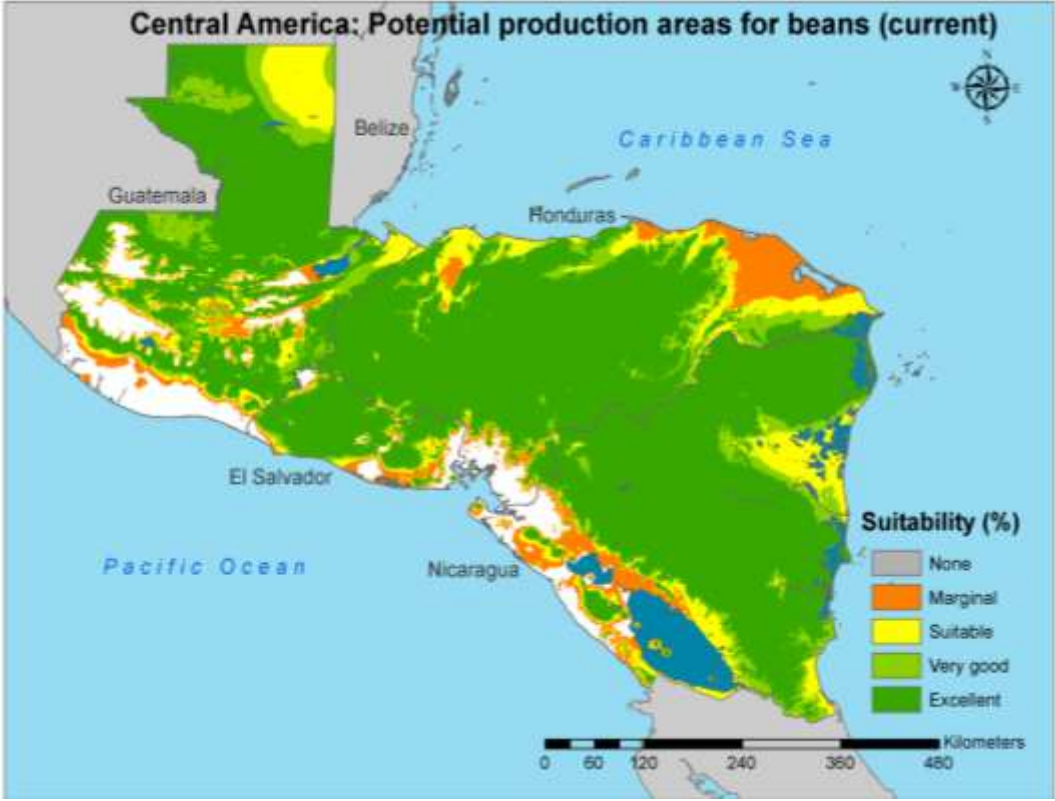 Central America: Potential production areas for beans (current)
N
W E
S
Belize
Caribbean Sea
Guatemala
Honduras
El Salvador
Pacific Ocean
Nicaragua
Suitability (%)
None
Marginal
Suitable
Very good
Excellent
Kilometers
0 60 120 240 360 480